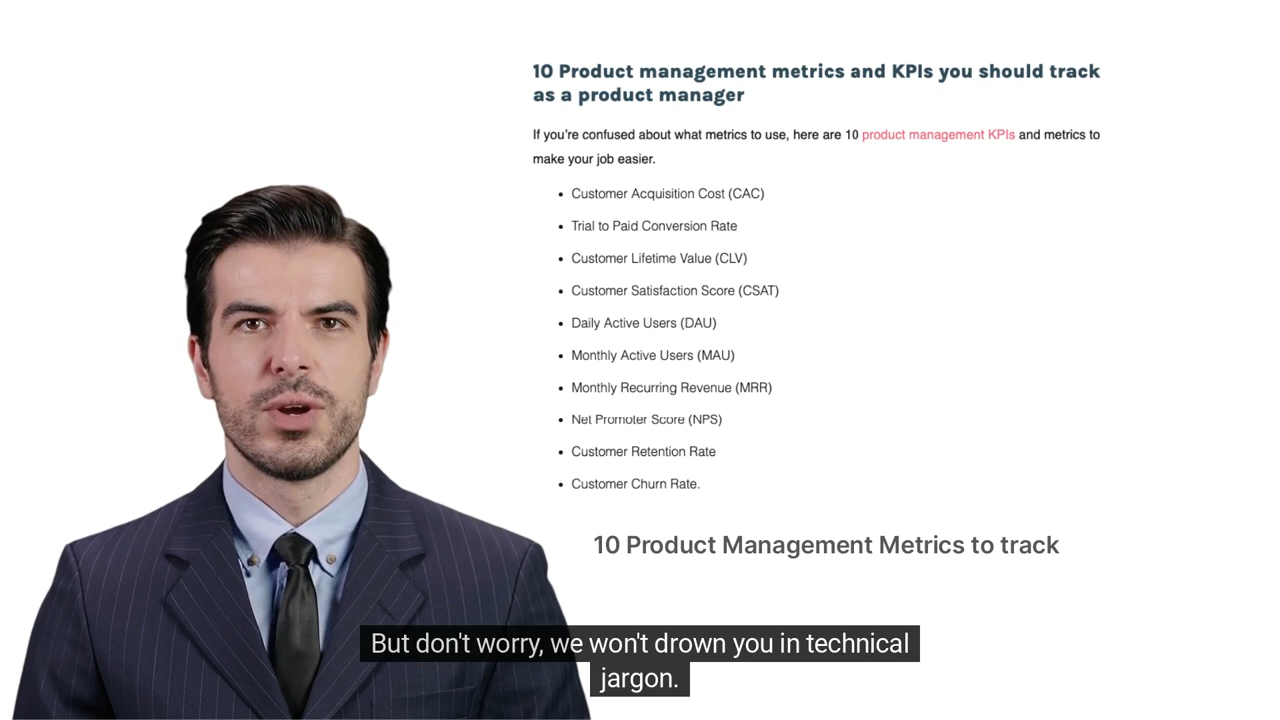 10 Product management metrics and KPIs you should track
as a product manager
If you're confused about what metrics to use, here are 10 product management KPIs and metrics to
make your job easier.
• Customer Acquisition Cost (CAC)
• Trial to Paid Conversion Rate
• Customer Lifetime Value (CLV)
• Customer Satisfaction Score (CSAT)
• Daily Active Users (DAU)
• Monthly Active Users (MAU)
• Monthly Recurring Revenue (MRR)
• Net Promoter Score (NPS)
• Customer Retention Rate
• Customer Churn Rate.
10 Product Management Metrics to track
But don't worry, we won't drown you in technical
jargon.